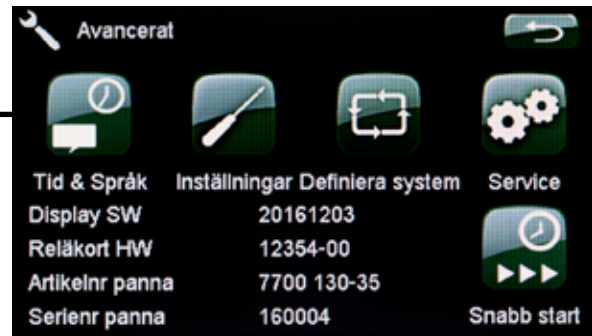 Avancerat
Tid & Språk Inställningar Definiera system Service
Display SW 20161203
Reläkort HW 12354-00
Artikelnr panna 7700 130-35
Serienr panna 160004
Snabb start